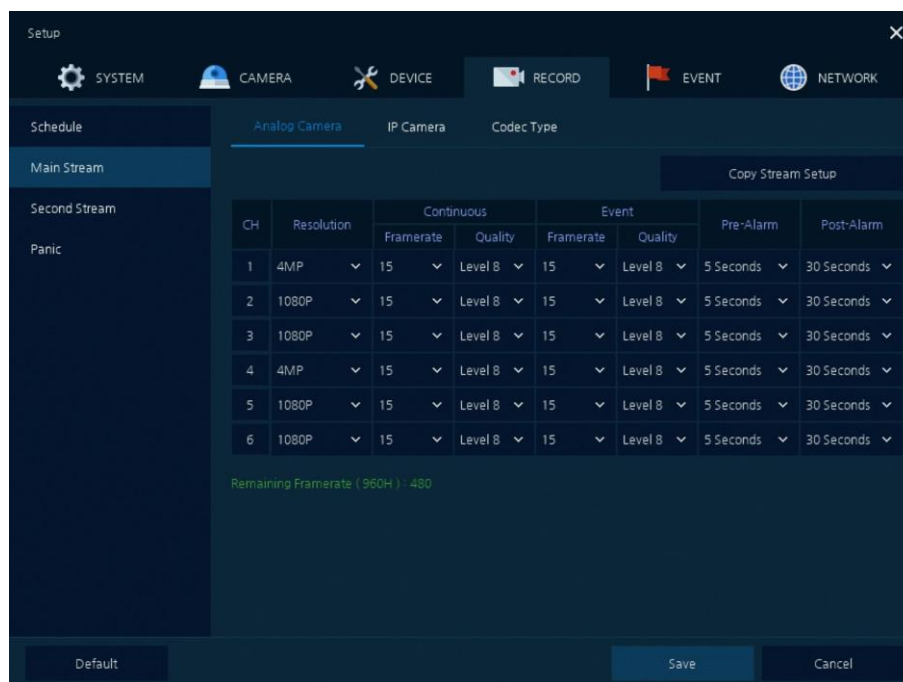 Setup
SYSTEM CAMERA DEVICE RECORD EVENT NETWORK
Schedule
Main Stream
Second Stream
Panic
Analog Camera IP Camera Codec Type
Copy Stream Setup
CH Resolution Continuous Event Pre-Alarm Post-Alarm
Framerate Quality Framerate Quality
1 4MP 15 Level 8 15 Level 8 5 Seconds 30 Seconds
2 1080P 15 Level 8 15 Level 8 5 Seconds 30 Seconds
3 1080P 15 Level 8 15 Level 8 5 Seconds 30 Seconds
4 4MP 15 Level 8 15 Level 8 5 Seconds 30 Seconds
5 1080P 15 Level 8 15 Level 8 5 Seconds 30 Seconds
6 1080P 15 Level 8 15 Level 8 5 Seconds 30 Seconds
Remaining Framerate ( 960H ) : 480
Default Save Cancel